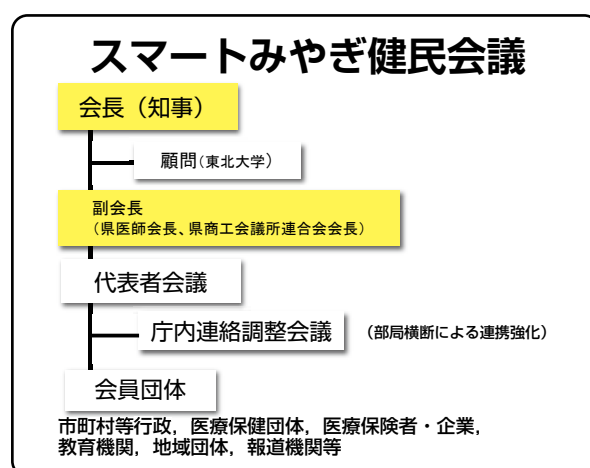 スマートみやぎ健民会議
会長（知事）
顧問（東北大学）
副会長
（県医師会長、県商工会議所連合会会長）
代表者会議
庁内連絡調整会議 （部局横断による連携強化）
会員団体
市町村等行政，医療保健団体，医療保険者・企業，
教育機関，地域団体，報道機関等